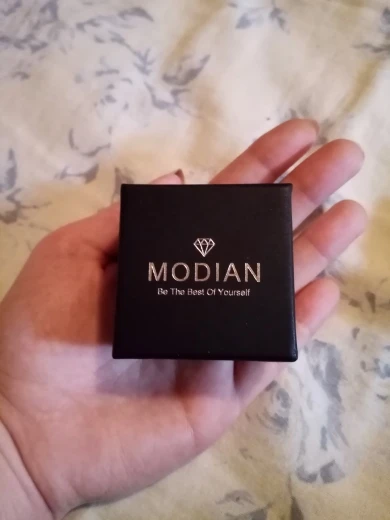 MODIAN
Be The Best Of Yourself